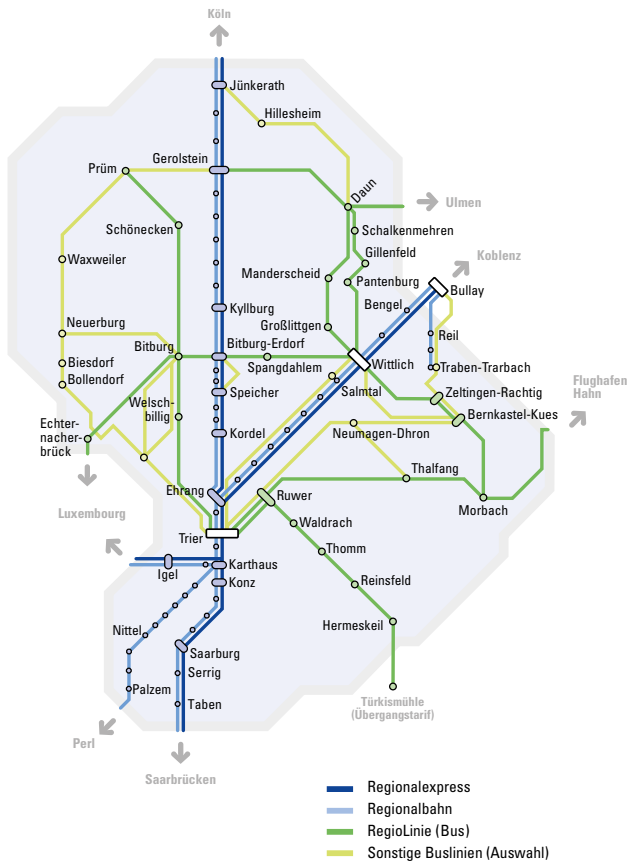 Köln
Jünkerath
Hillesheim
Gerolstein
Prüm
Daun
Ulmen
Schönecken
Schalkenmehren
Gillenfeld
Waxweiler
Manderscheid
Pantenburg
Koblenz
Bullay
Bengel
Kyllburg
Neuerburg
Großlittgen
Reil
Bitburg
Bitburg-Erdorf
Wittlich
Biesdorf
Spangdahlem
Traben-Trarbach
Bollendorf
Speicher
Salmtal
Zeltingen-Rachtig
Flughafen
Hahn
Welsch-
billig
Bernkastel-Kues
Echter-
nacher-
brück
Kordel
Neumagen-Dhron
Thalfang
Ehrang
Ruwer
Morbach
Luxembourg
Waldrach
Trier
Thomm
Igel
Karthaus
Konz
Reinsfeld
Nittel
Hermeskeil
Saarburg
Serrig
Palzem
Taben
Türkismühle
(Übergangstarif)
Perl
Saarbrücken
Regionalexpress
Regionalbahn
RegioLinie (Bus)
Sonstige Buslinien (Auswahl)